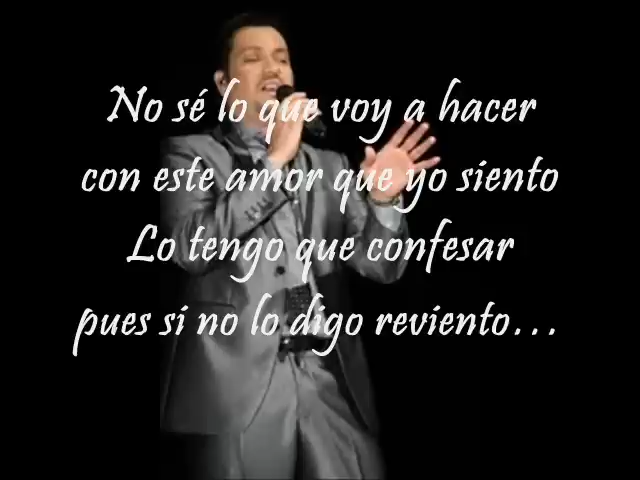 No sé lo que voy a hacer
con este amor que yo siento
Lo tengo que confesar
pues si no lo digo reviento...